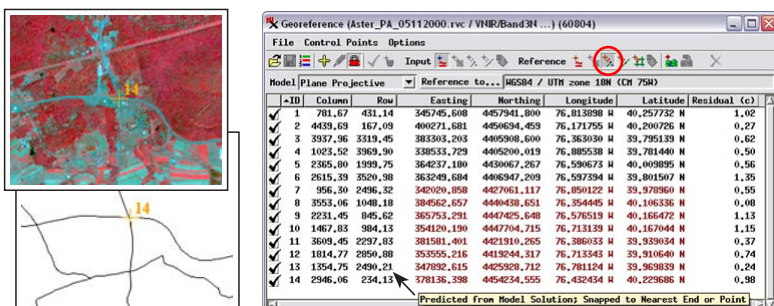 14
14
Georeference (Aster_PA_05112000.rvc / VNIR/Band3N ...) (60804)
File Control Points Options
Input Reference
Model Plane Projective Reference to... WGS84 / UTM zone 18N (CM 75W)
ID Column Row Easting Northing Longitude Latitude Residual (c)
1 781.67 431.14 345745.608 4457941.800 76.813898 W 40.257732 N 1.02
2 4439.69 167.09 400271.681 4450694.459 76.171755 W 40.200726 N 0.27
3 3937.96 3319.45 383303.203 4405908.600 76.363030 W 39.795139 N 0.62
4 1023.52 3969.90 338533.729 4405200.019 76.885538 W 39.781440 N 0.50
5 2365.80 1999.75 364237.180 4430067.267 76.590673 W 40.009895 N 0.56
6 2615.39 3520.98 363249.684 4406947.209 76.597394 W 39.801507 N 1.35
7 956.30 2496.32 342020.858 4427061.117 76.850122 W 39.978960 N 0.55
8 3553.06 1048.18 384562.657 4440438.651 76.354445 W 40.106336 N 0.08
9 2231.45 845.62 365753.291 4447425.648 76.576519 W 40.166472 N 1.13
10 1467.83 984.13 354120.190 4447704.715 76.713139 W 40.167044 N 1.15
11 3609.45 2297.83 381581.401 4421910.265 76.386033 W 39.939034 N 0.37
12 1814.77 2850.88 353555.216 4419244.317 76.713343 W 39.910640 N 0.74
13 1354.75 2490.21 347892.615 4425928.712 76.781124 W 39.969839 N 0.24
14 2946.06 234.13 378136.398 4454234.555 76.432434 W 40.229686 N 0.98
Predicted from Model Solution; Snapped to Nearest End or Point